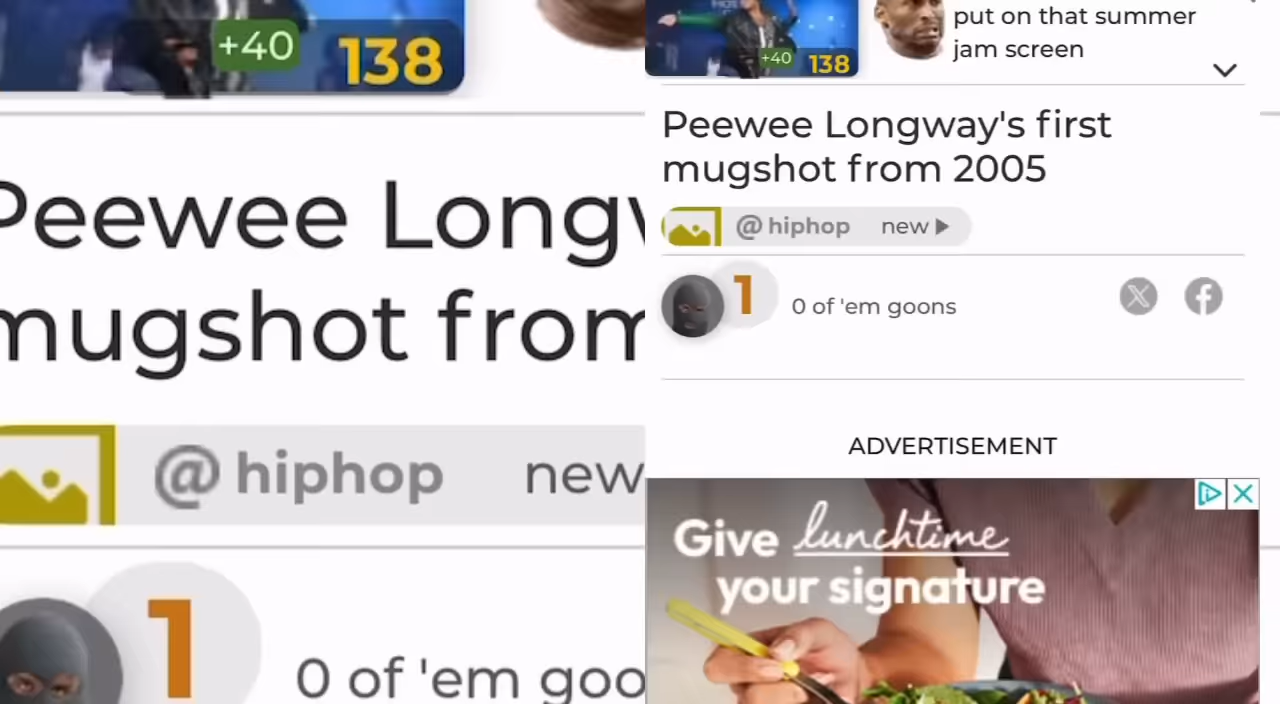 +40
138
Peewee Long
mugshot from
@ hiphop new
1
0 of 'em goo
+40
138
put on that summer
jam screen
Peewee Longway's first
mugshot from 2005
@ hiphop new
1
0 of 'em goons
ADVERTISEMENT
Give lunchtime
your signature